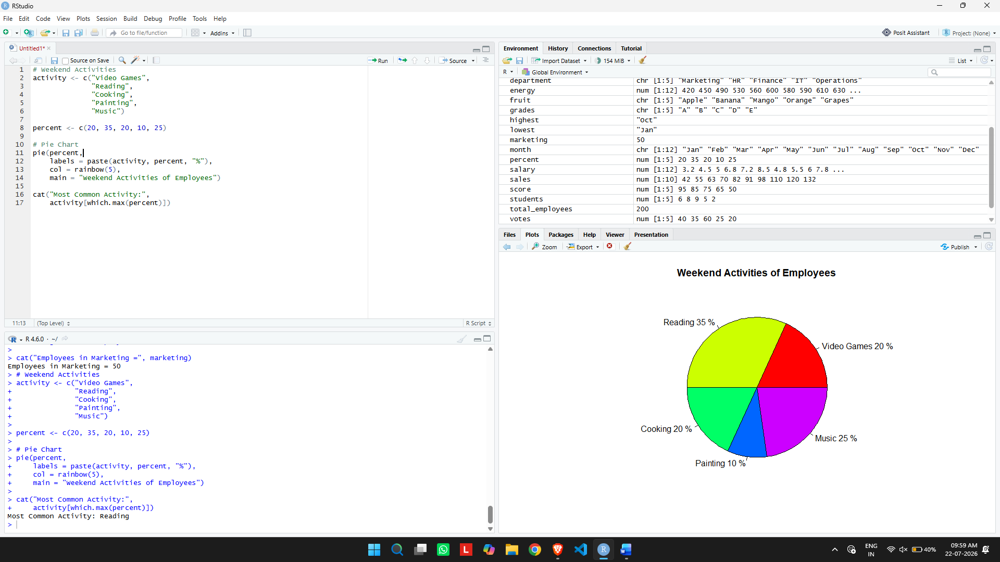 RStudio
File Edit Code View Plots Session Build Debug Profile Tools Help
Go to file/function Addins Posit Assistant Project: (None)
Untitled1*
Source on Save Run Source
1 # Weekend Activities
2 activity <- c("Video Games",
3 "Reading",
4 "Cooking",
5 "Painting",
6 "Music")
7
8 percent <- c(20, 35, 20, 10, 25)
9
10 # Pie Chart
11 pie(percent,
12 labels = paste(activity, percent, "%"),
13 col = rainbow(5),
14 main = "Weekend Activities of Employees")
15
16 cat("Most Common Activity:",
17 activity[which.max(percent)])
11:13 (Top Level) R Script
R 4.6.0 · ~/
>
> cat("Employees in Marketing =", marketing)
Employees in Marketing = 50
> # Weekend Activities
> activity <- c("Video Games",
+ "Reading",
+ "Cooking",
+ "Painting",
+ "Music")
>
> percent <- c(20, 35, 20, 10, 25)
>
> # Pie Chart
> pie(percent,
+ labels = paste(activity, percent, "%"),
+ col = rainbow(5),
+ main = "Weekend Activities of Employees")
>
> cat("Most Common Activity:",
+ activity[which.max(percent)])
Most Common Activity: Reading
>
Environment History Connections Tutorial
Import Dataset 154 MiB List
R Global Environment
department chr [1:5] "Marketing" "HR" "Finance" "IT" "Operations"
energy num [1:12] 420 450 490 530 560 600 580 590 610 630 ...
fruit chr [1:5] "Apple" "Banana" "Mango" "Orange" "Grapes"
grades chr [1:5] "A" "B" "C" "D" "E"
highest "Oct"
lowest "Jan"
marketing 50
month chr [1:12] "Jan" "Feb" "Mar" "Apr" "May" "Jun" "Jul" "Aug" "Sep" "Oct" "Nov" "Dec"
percent num [1:5] 20 35 20 10 25
salary num [1:12] 3.2 4.5 5 6.8 7.2 8.5 4.8 5.5 6 7.8 ...
sales num [1:10] 42 55 63 70 82 91 98 110 120 132
score num [1:5] 95 85 75 65 50
students num [1:5] 6 8 9 5 2
total_employees 200
votes num [1:5] 40 35 60 25 20
Files Plots Packages Help Viewer Presentation
Zoom Export Publish
Weekend Activities of Employees
Reading 35 %
Video Games 20 %
Cooking 20 %
Music 25 %
Painting 10 %
L R ENG IN 40% 09:59 AM
22-07-2026